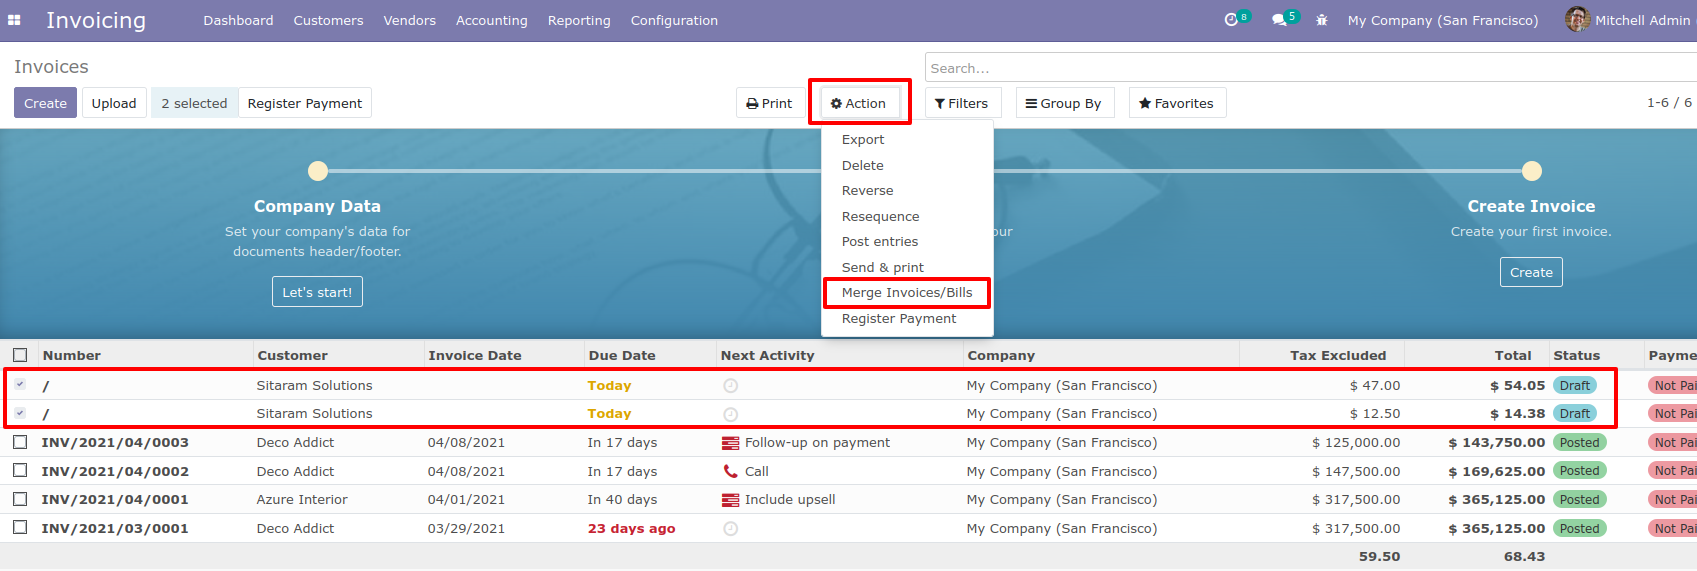 Invoicing Dashboard Customers Vendors Accounting Reporting Configuration 8 5 My Company (San Francisco) Mitchell Admin
Invoices Search...
Create Upload 2 selected Register Payment Print Action Filters Group By Favorites 1-6 / 6
Export
Delete
Reverse
Resequence
Post entries
Send & print
Merge Invoices/Bills
Register Payment
Company Data
Set your company's data for
documents header/footer.
Let's start!
our
Create Invoice
Create your first invoice.
Create
Number Customer Invoice Date Due Date Next Activity Company Tax Excluded Total Status Payme
/ Sitaram Solutions Today My Company (San Francisco) $ 47.00 $ 54.05 Draft Not Pai
/ Sitaram Solutions Today My Company (San Francisco) $ 12.50 $ 14.38 Draft Not Pai
INV/2021/04/0003 Deco Addict 04/08/2021 In 17 days Follow-up on payment My Company (San Francisco) $ 125,000.00 $ 143,750.00 Posted Not Pai
INV/2021/04/0002 Deco Addict 04/08/2021 In 17 days Call My Company (San Francisco) $ 147,500.00 $ 169,625.00 Posted Not Pai
INV/2021/04/0001 Azure Interior 04/01/2021 In 40 days Include upsell My Company (San Francisco) $ 317,500.00 $ 365,125.00 Posted Not Pai
INV/2021/03/0001 Deco Addict 03/29/2021 23 days ago My Company (San Francisco) $ 317,500.00 $ 365,125.00 Posted Not Pai
59.50 68.43